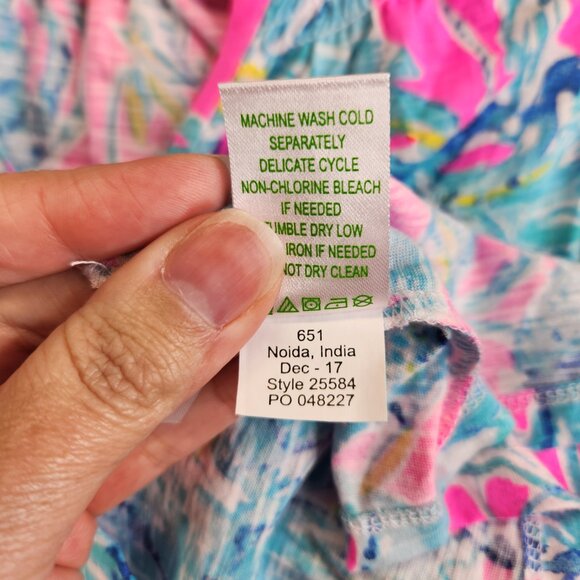 MACHINE WASH COLD
SEPARATELY
DELICATE CYCLE
NON-CHLORINE BLEACH
IF NEEDED
UMBLE DRY LOW
IRON IF NEEDED
NOT DRY CLEAN
651
Noida, India
Dec - 17
Style 25584
PO 048227